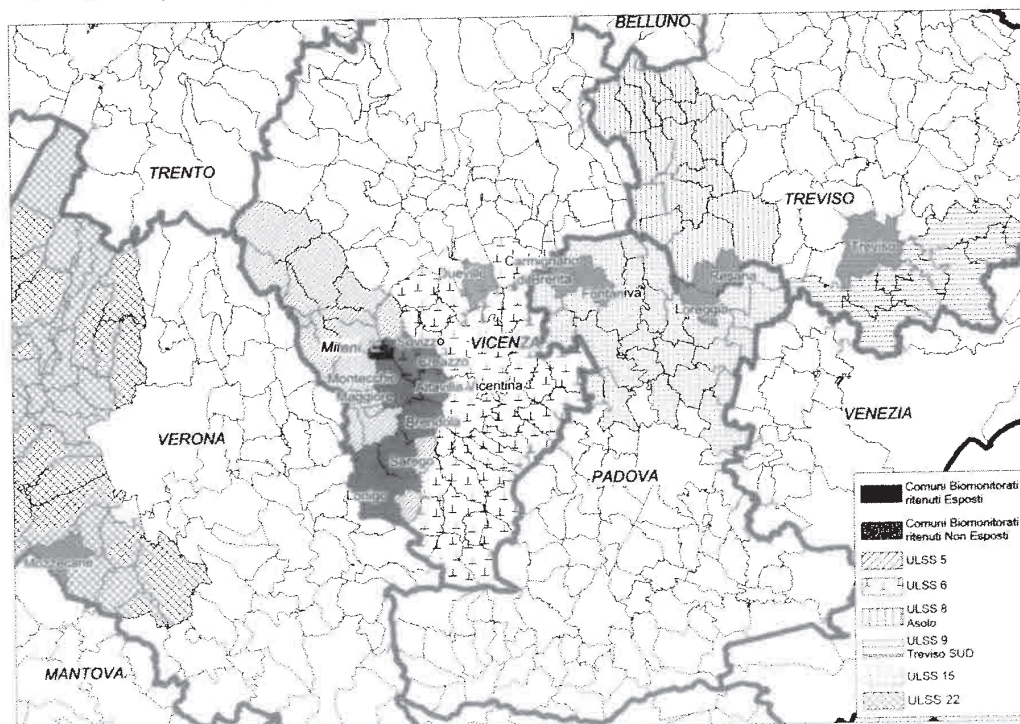 BELLUNO
TRENTO
TREVISO
Treviso
Dueville
Carmignano
di Brenta
Fontaniva
Resana
Loreggia
VICENZA
Montecchio
Maggiore
Altavilla Vicentina
Brendola
Sarego
Lonigo
VERONA
VENEZIA
PADOVA
Mozzecane
MANTOVA
Comuni Biomonitorati
ritenuti Esposti
Comuni Biomonitorati
ritenuti Non Esposti
ULSS 5
ULSS 6
ULSS 8
Asolo
ULSS 9
Treviso SUD
ULSS 15
ULSS 22